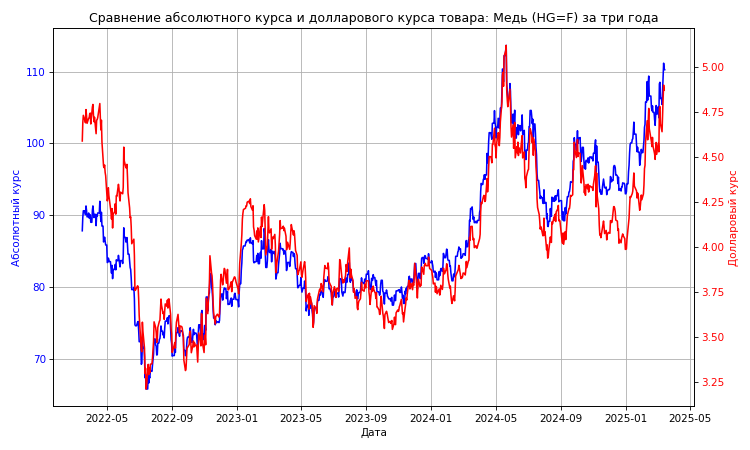 Сравнение абсолютного курса и долларового курса товара: Медь (HG=F) за три года
Абсолютный курс
110
100
90
80
70
5.00
4.75
4.50
4.25
4.00
3.75
3.50
3.25
Долларовый курс
2022-05 2022-09 2023-01 2023-05 2023-09 2024-01 2024-05 2024-09 2025-01 2025-05
Дата